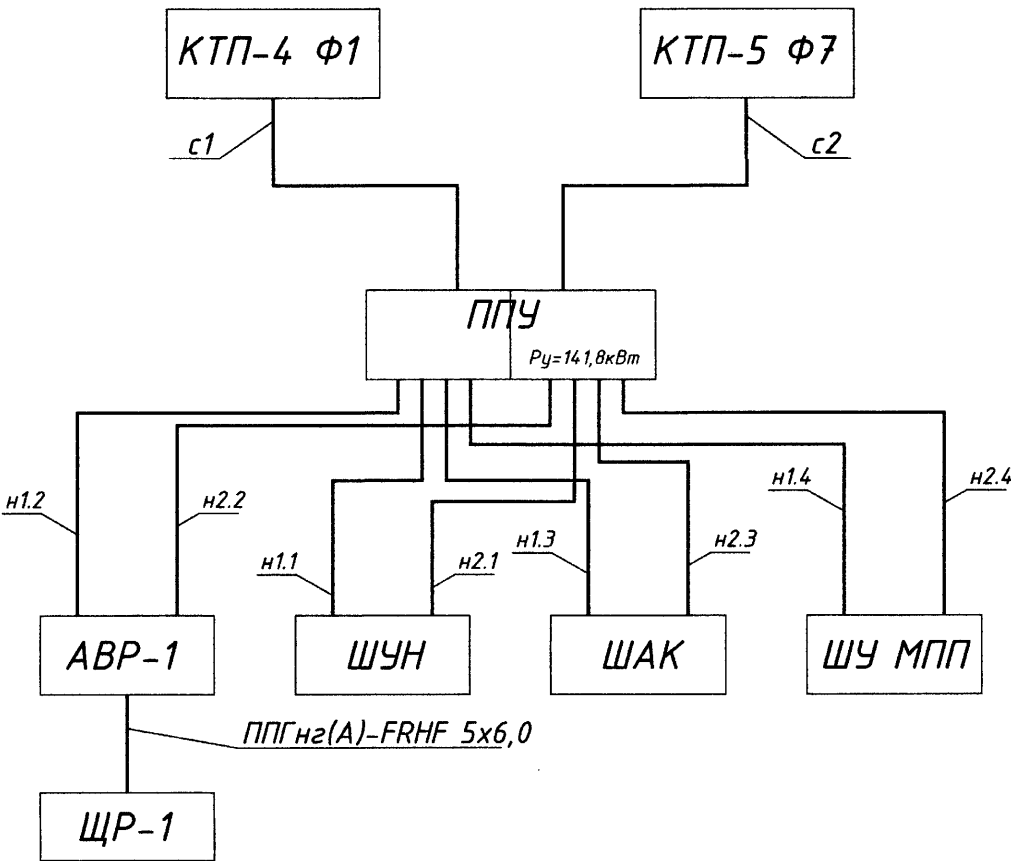 КТП-4 Ф1
КТП-5 Ф7
с1
с2
ППУ
Ру=141,8кВт
н1.2
н2.2
н1.1
н2.1
н1.3
н2.3
н1.4
н2.4
АВР-1
ШУН
ШАК
ШУ МПП
ППГнг(А)-FRHF 5х6,0
ЩР-1